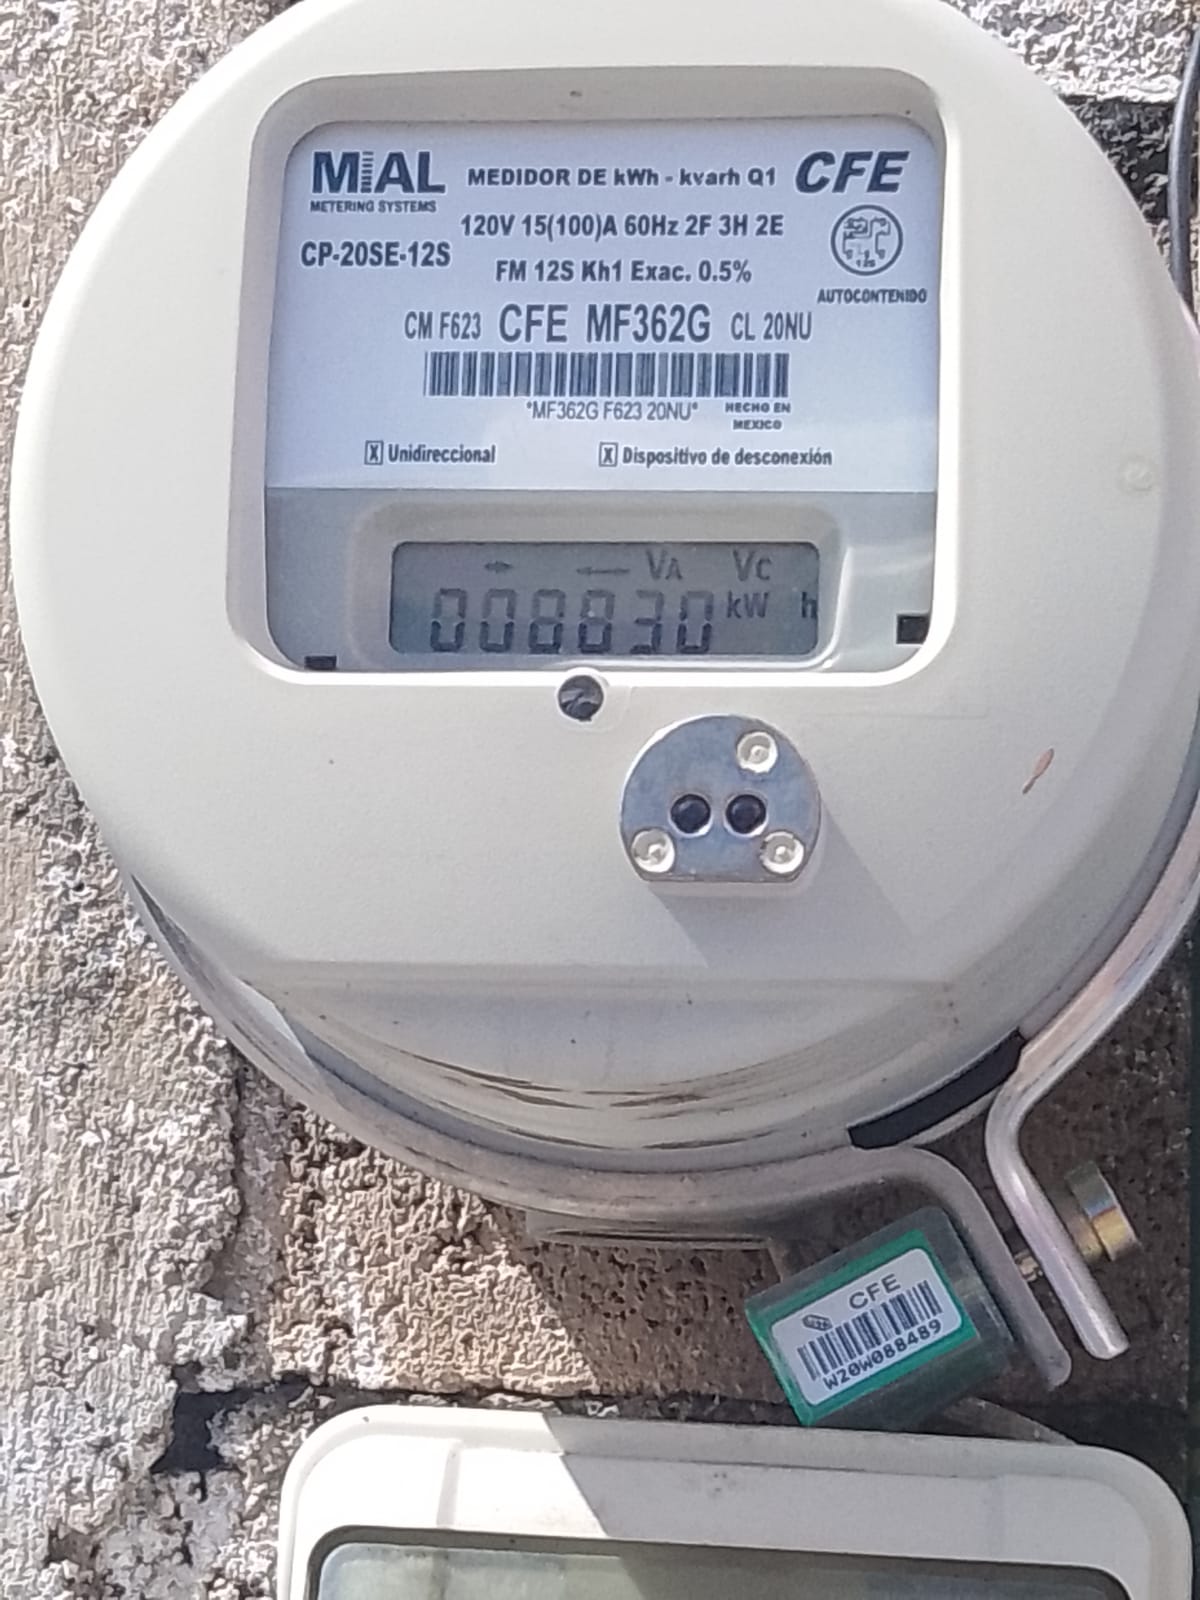 MIAL
METERING SYSTEMS
MEDIDOR DE kWh - kvarh Q1
CFE
120V 15(100)A 60Hz 2F 3H 2E
CP-20SE-12S
FM 12S Kh1 Exac. 0.5%
12S
AUTOCONTENIDO
CM F623 CFE MF362G CL 20NU
*MF362G F623 20NU*
HECHO EN
MEXICO
X Unidireccional
X Dispositivo de desconexión
VA VC
008830 kW h
CFE
W20W088489